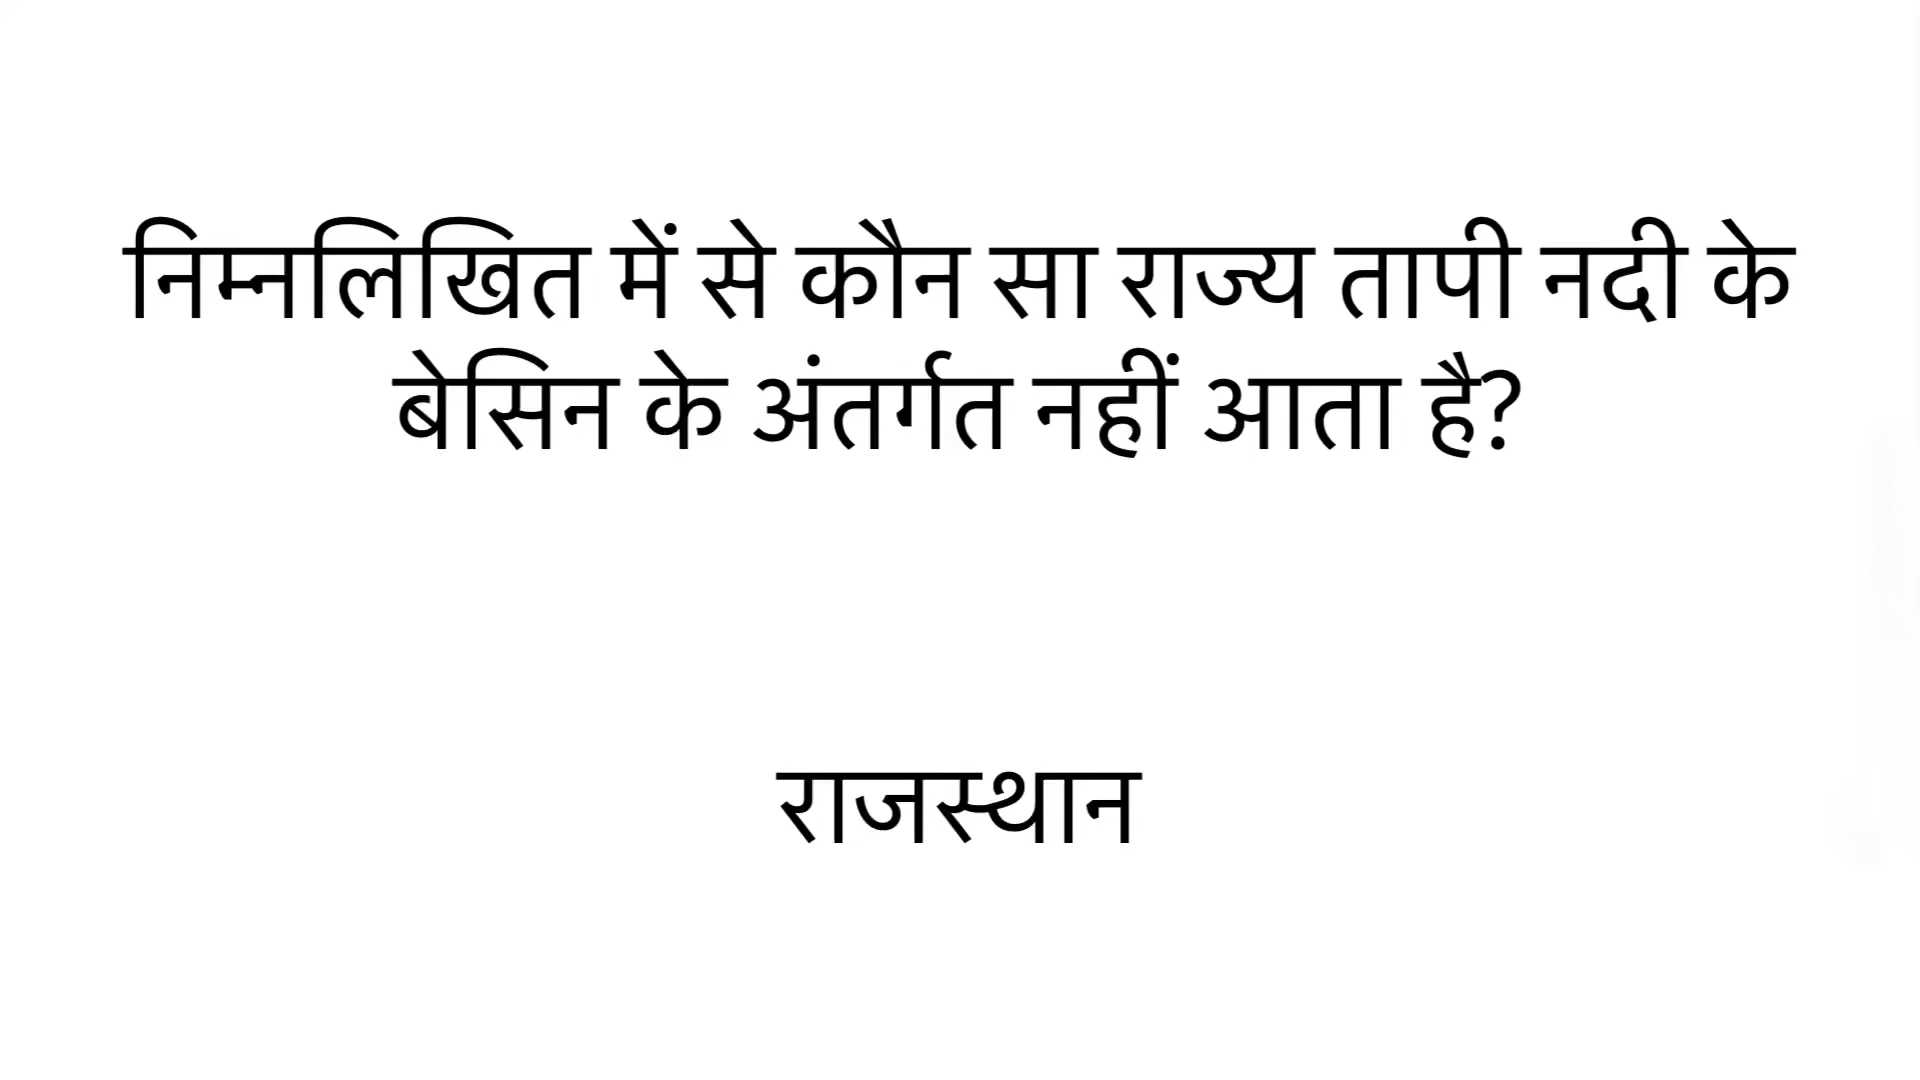 निम्नलिखित में से कौन सा राज्य तापी नदी के
बेसिन के अंतर्गत नहीं आता है?
राजस्थान